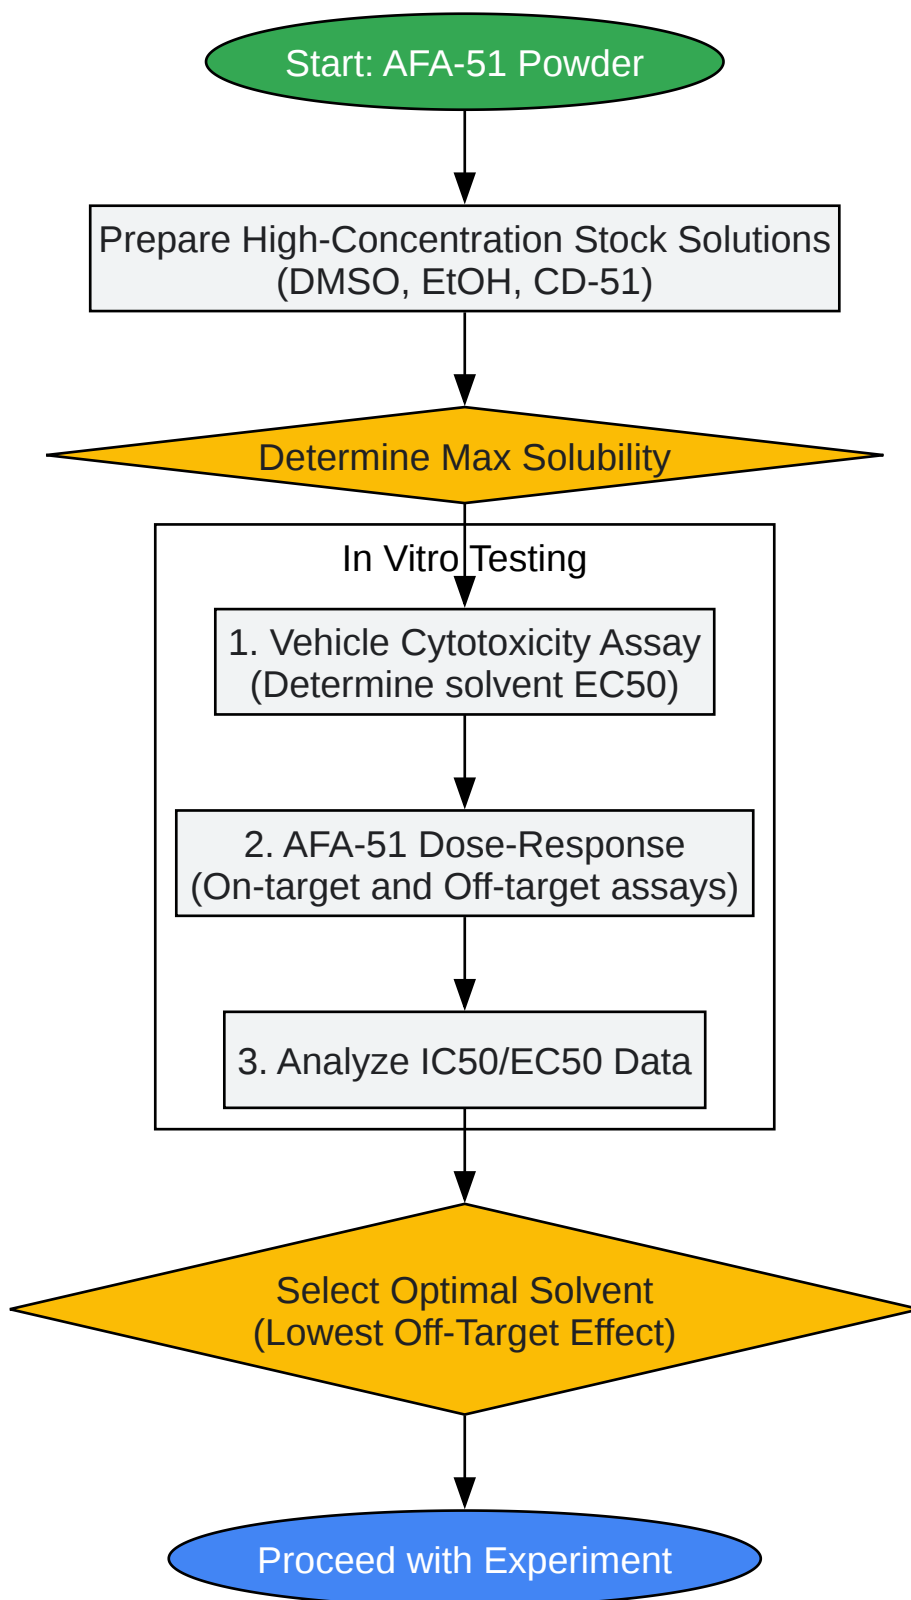 Start: AFA-51 Powder
Prepare High-Concentration Stock Solutions
(DMSO, EtOH, CD-51)
Determine Max Solubility
In Vitro Testing
1. Vehicle Cytotoxicity Assay
(Determine solvent EC50)
2. AFA-51 Dose-Response
(On-target and Off-target assays)
3. Analyze IC50/EC50 Data
Select Optimal Solvent
(Lowest Off-Target Effect)
Proceed with Experiment